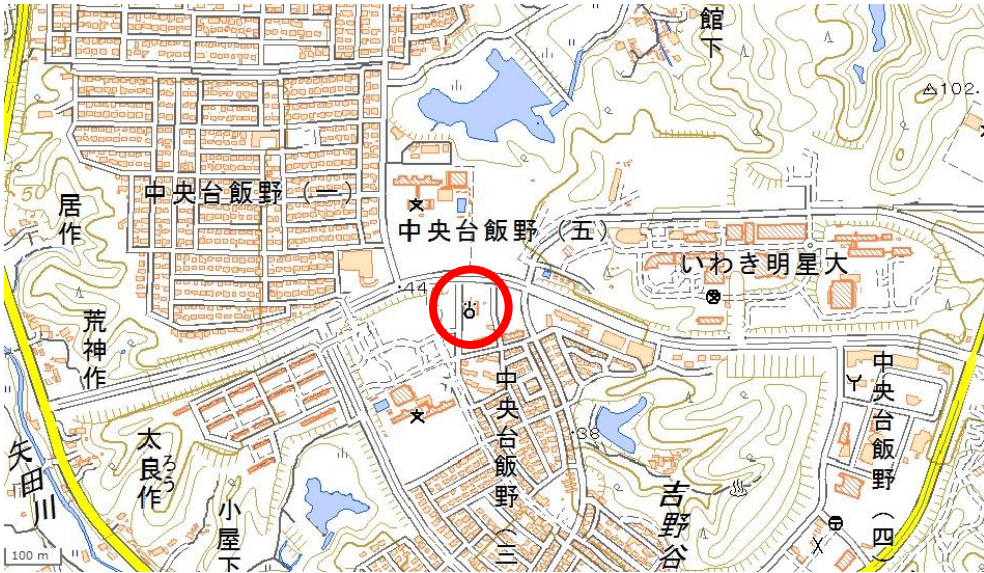 館下
102.
中央台飯野(一)
居作
中央台飯野(五)
いわき明星大
・44
荒神作
中央台飯野(三
中央台飯野(四)
・38
太良作
ろう
矢田川
小屋下
吉野谷
100 m